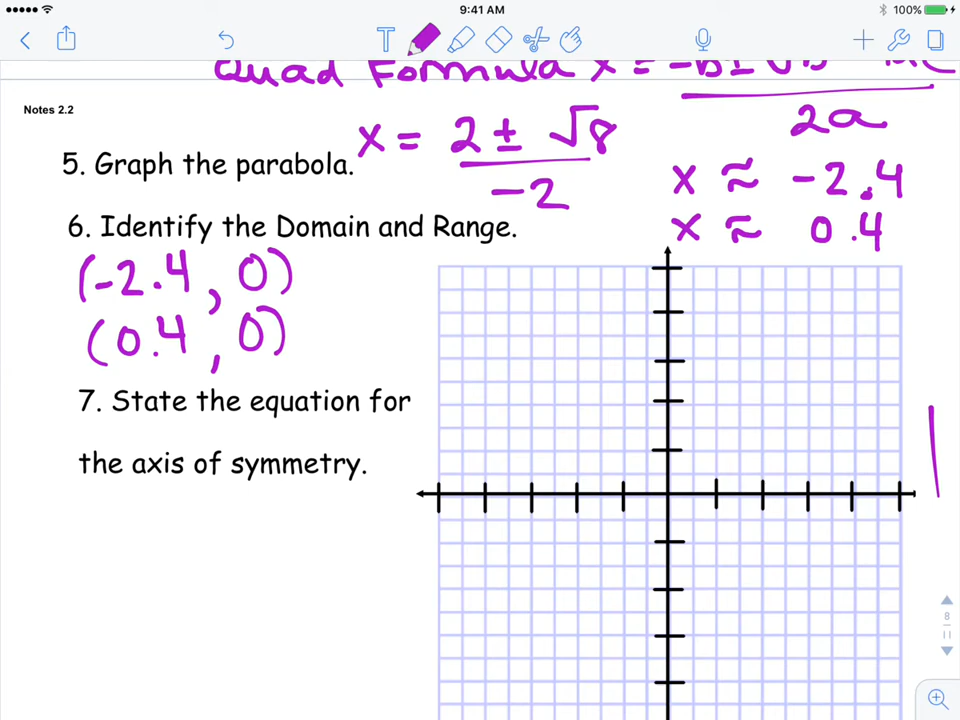 9:41 AM
100%
T
Quad Formula x =
2a
Notes 2.2
x = 2 ± √8
-2
5. Graph the parabola.
x ≈ -2.4
6. Identify the Domain and Range.
x ≈ 0.4
(-2.4, 0)
(0.4, 0)
7. State the equation for
the axis of symmetry.
8
11